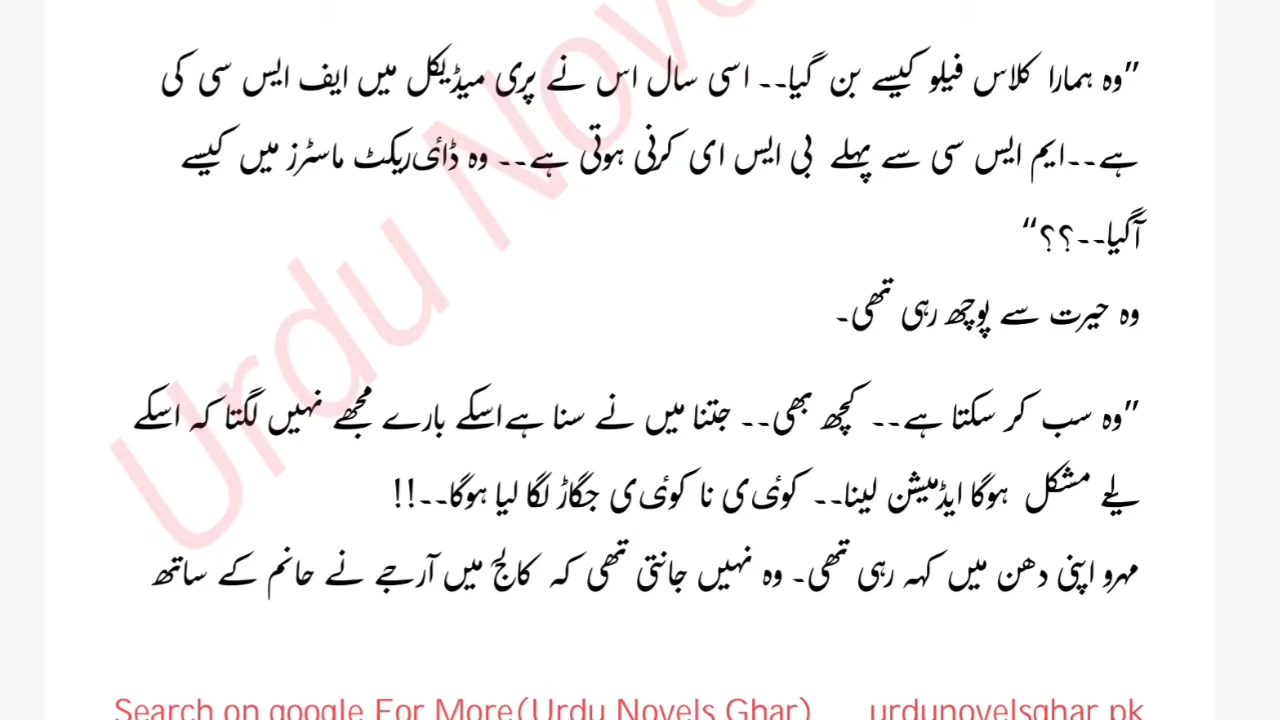 ”وہ ہمارا کلاس فیلو کیسے بن گیا۔۔ اسی سال اس نے پری میڈیکل میں ایف ایس سی کی
ہے۔۔ایم ایس سی سے پہلے بی ایس ای کرنی ہوتی ہے۔۔ وہ ڈائیریکٹ ماسٹرز میں کیسے
آگیا۔۔؟؟“
وہ حیرت سے پوچھ رہی تھی۔
”وہ سب کر سکتا ہے۔۔ کچھ بھی۔۔ جتنا میں نے سنا ہےاسکے بارے مجھے نہیں لگتا کہ اسکے
لیے مشکل ہوگا ایڈمیشن لینا۔۔ کوئی نا کوئی جگاڑ لگا لیا ہوگا۔۔!!
مہرو اپنی دھن میں کہہ رہی تھی۔ وہ نہیں جانتی تھی کہ کالج میں آرجے نے حانم کے ساتھ
Urdu Novels
Search on google For More(Urdu Novels Ghar) urdunovelsghar.pk